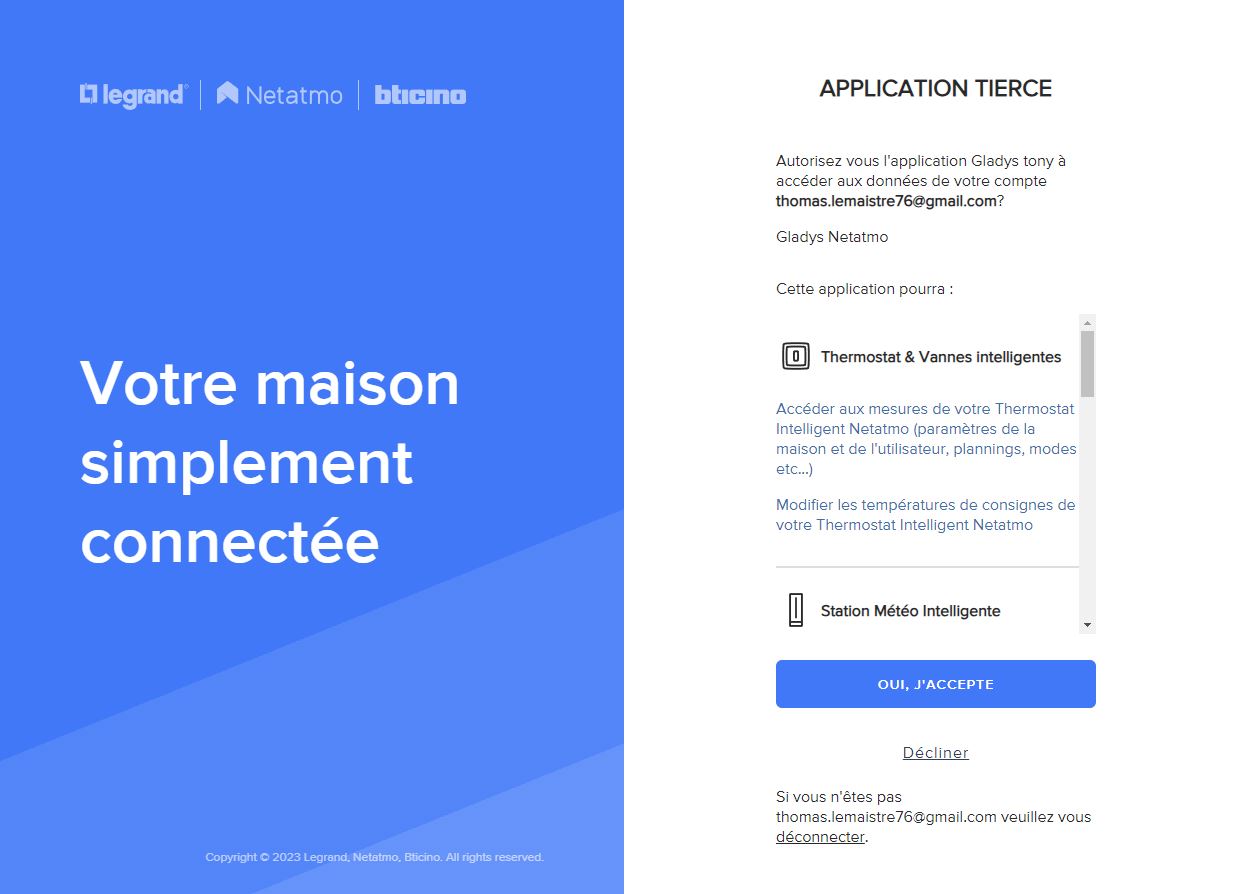 legrand®
Netatmo
bticino
Votre maison
simplement
connectée
Copyright © 2023 Legrand, Netatmo, Bticino. All rights reserved.
APPLICATION TIERCE
Autorisez vous l'application Gladys tony à
accéder aux données de votre compte
thomas.lemaistre76@gmail.com?
Gladys Netatmo
Cette application pourra :
Thermostat & Vannes intelligentes
Accéder aux mesures de votre Thermostat
Intelligent Netatmo (paramètres de la
maison et de l'utilisateur, plannings, modes
etc...)
Modifier les températures de consignes de
votre Thermostat Intelligent Netatmo
Station Météo Intelligente
OUI, J'ACCEPTE
Décliner
Si vous n'êtes pas
thomas.lemaistre76@gmail.com veuillez vous
déconnecter.